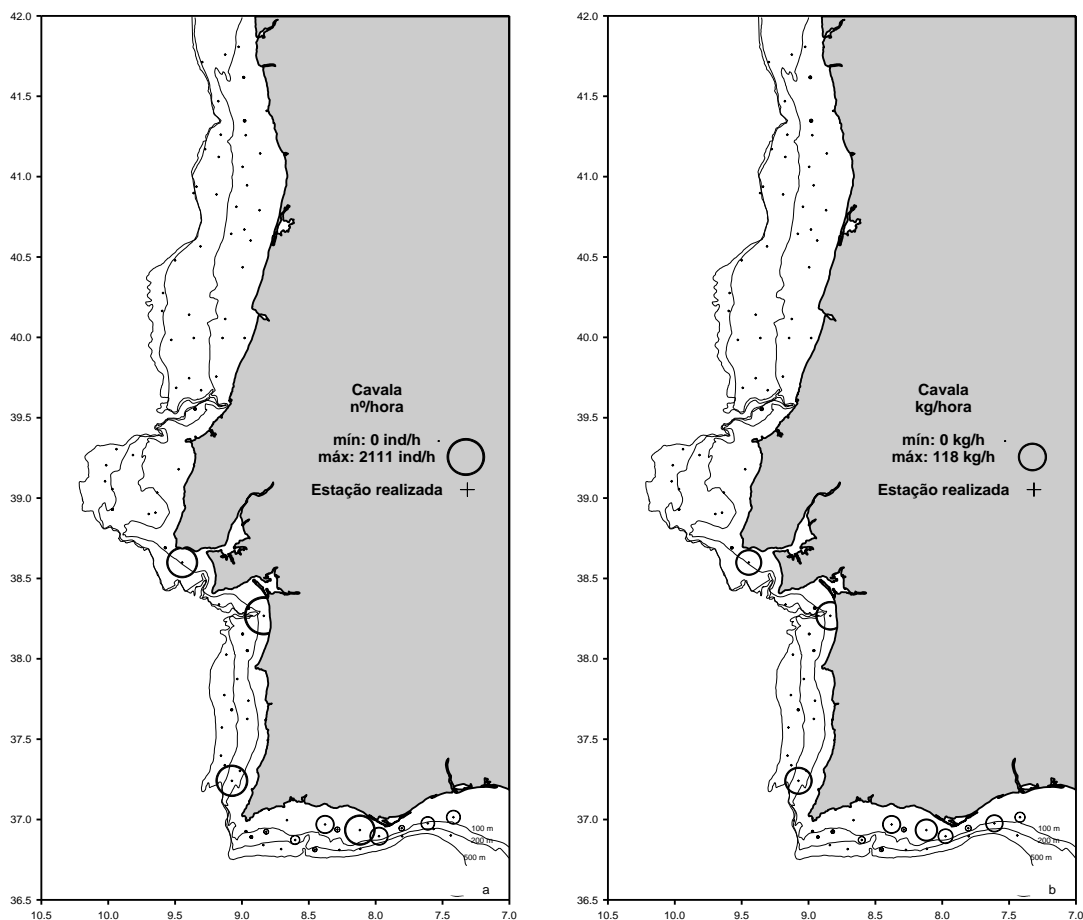 42.0
41.5
41.0
40.5
40.0
39.5
39.0
38.5
38.0
37.5
37.0
36.5
10.5 10.0 9.5 9.0 8.5 8.0 7.5 7.0
Cavala
nº/hora
mín: 0 ind/h
máx: 2111 ind/h
Estação realizada
100 m
200 m
500 m
a
42.0
41.5
41.0
40.5
40.0
39.5
39.0
38.5
38.0
37.5
37.0
36.5
10.5 10.0 9.5 9.0 8.5 8.0 7.5 7.0
Cavala
kg/hora
mín: 0 kg/h
máx: 118 kg/h
Estação realizada
100 m
200 m
500 m
b